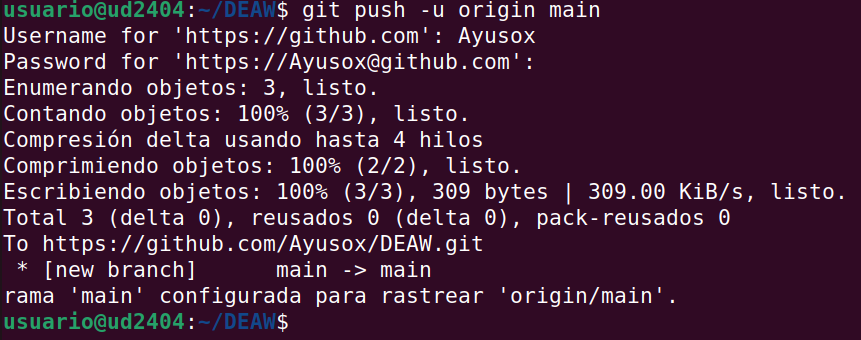 usuario@ud2404:~/DEAW$ git push -u origin main
Username for 'https://github.com': Ayusox
Password for 'https://Ayusox@github.com':
Enumerando objetos: 3, listo.
Contando objetos: 100% (3/3), listo.
Compresión delta usando hasta 4 hilos
Comprimiendo objetos: 100% (2/2), listo.
Escribiendo objetos: 100% (3/3), 309 bytes | 309.00 KiB/s, listo.
Total 3 (delta 0), reusados 0 (delta 0), pack-reusados 0
To https://github.com/Ayusox/DEAW.git
 * [new branch]      main -> main
rama 'main' configurada para rastrear 'origin/main'.
usuario@ud2404:~/DEAW$